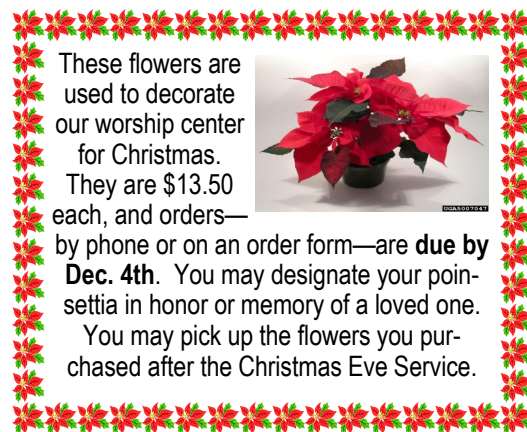 These flowers are
used to decorate
our worship center
for Christmas.
They are $13.50
each, and orders—
by phone or on an order form—are due by
Dec. 4th.  You may designate your poin-
settia in honor or memory of a loved one.
You may pick up the flowers you pur-
chased after the Christmas Eve Service.
UGA5007047